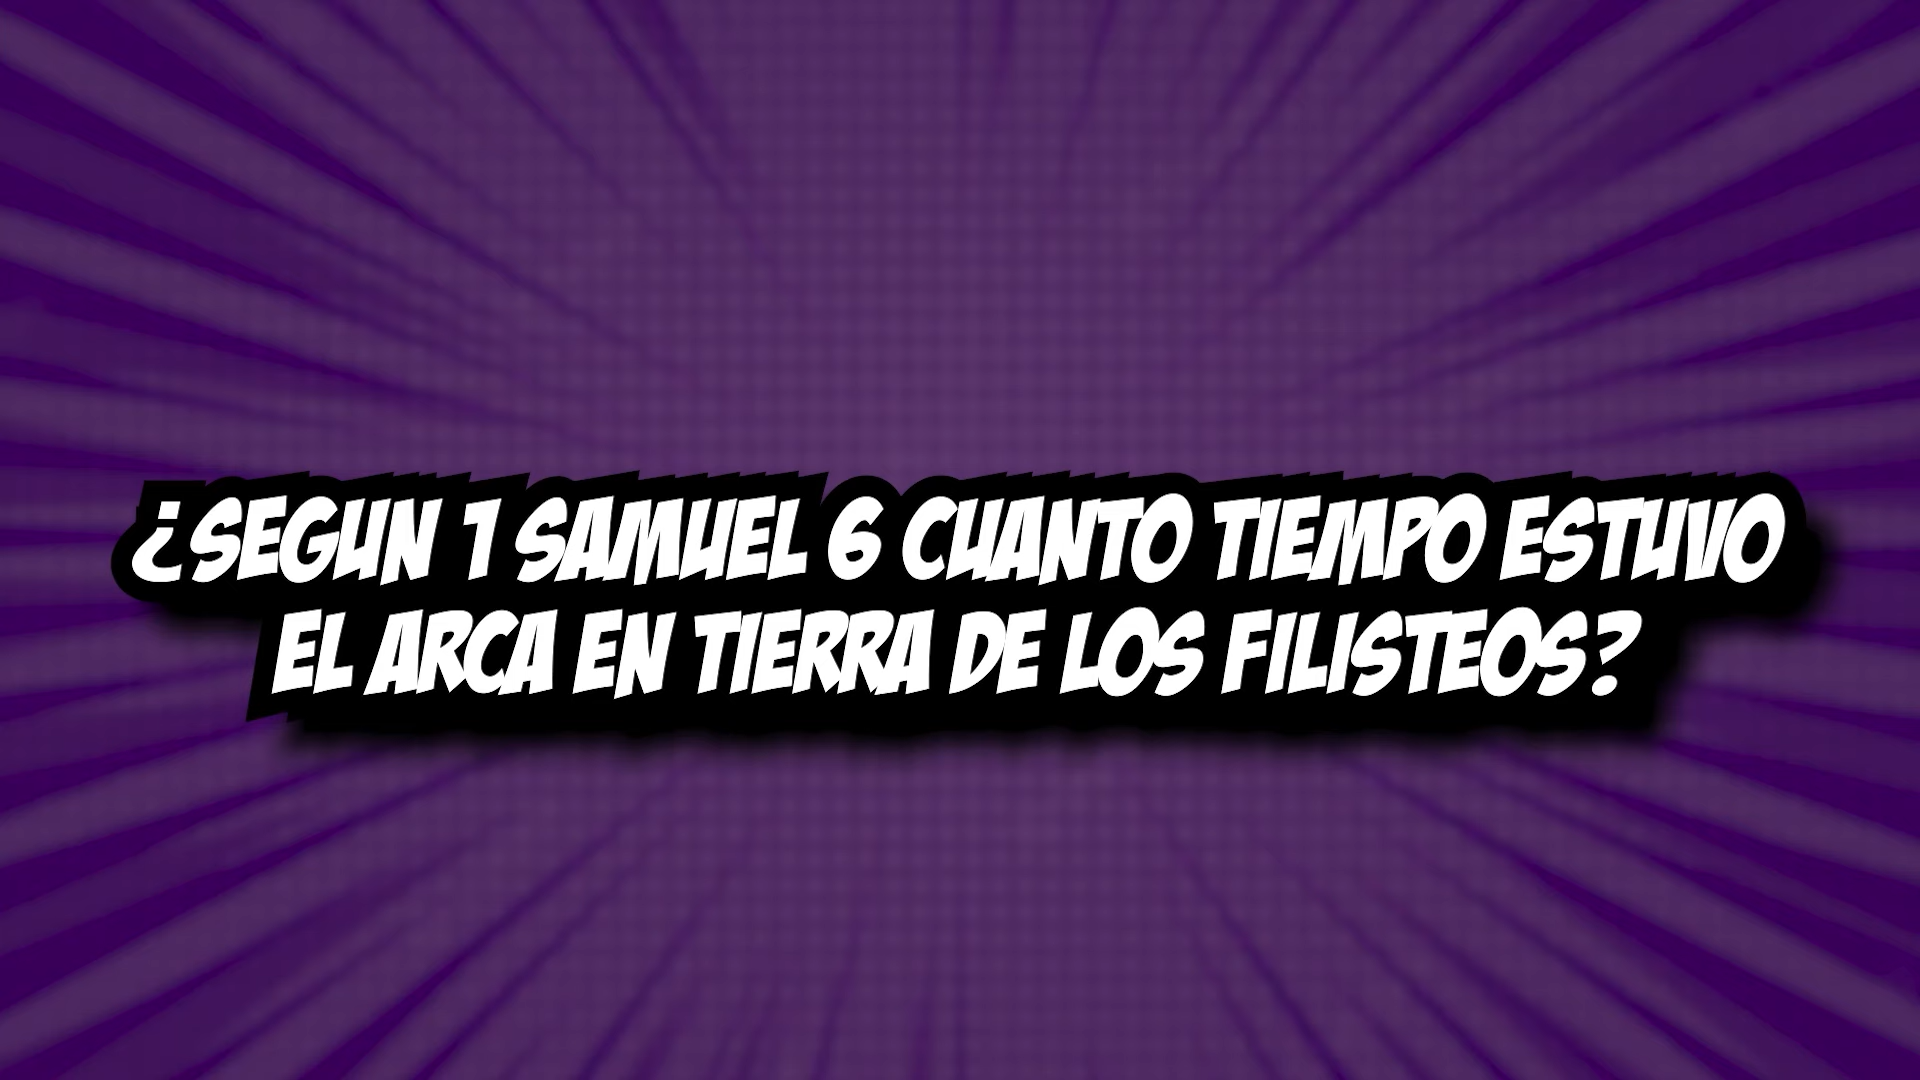 ¿SEGUN 1 SAMUEL 6 CUANTO TIEMPO ESTUVO
EL ARCA EN TIERRA DE LOS FILISTEOS?